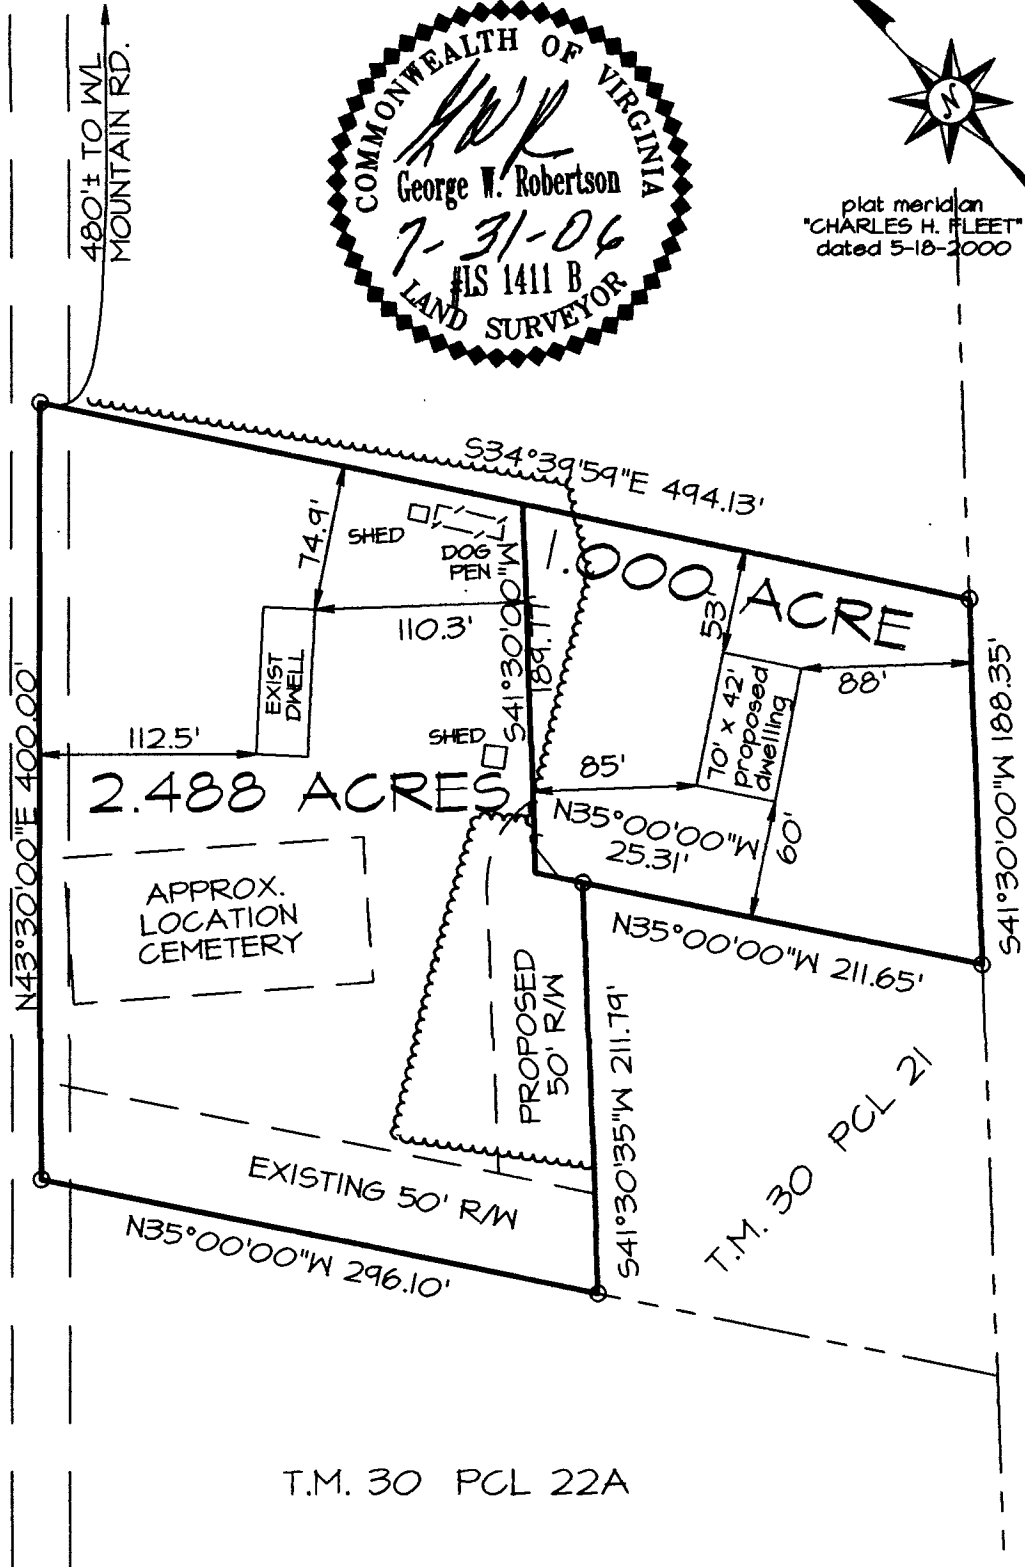 480'± TO W/L
MOUNTAIN RD.
COMMONWEALTH OF VIRGINIA
George W. Robertson
7-31-06
#LS 1411 B
LAND SURVEYOR
N
plat meridian
"CHARLES H. FLEET"
dated 5-18-2000
S34°39'59"E 494.13'
74.9'
SHED
DOG
PEN
1.000 ACRE
53'
110.3'
S41°30'00"W
189.77'
EXIST
DWELL
88'
70' x 42'
proposed
dwelling
112.5'
SHED
85'
2.488 ACRES
N35°00'00"W
25.31'
60'
N43°30'00"E 400.00'
S41°30'00"W 188.35'
APPROX.
LOCATION
CEMETERY
N35°00'00"W 211.65'
PROPOSED
50' R/W
S41°30'35"W 211.79'
T.M. 30 PCL 21
EXISTING 50' R/W
N35°00'00"W 296.10'
T.M. 30 PCL 22A